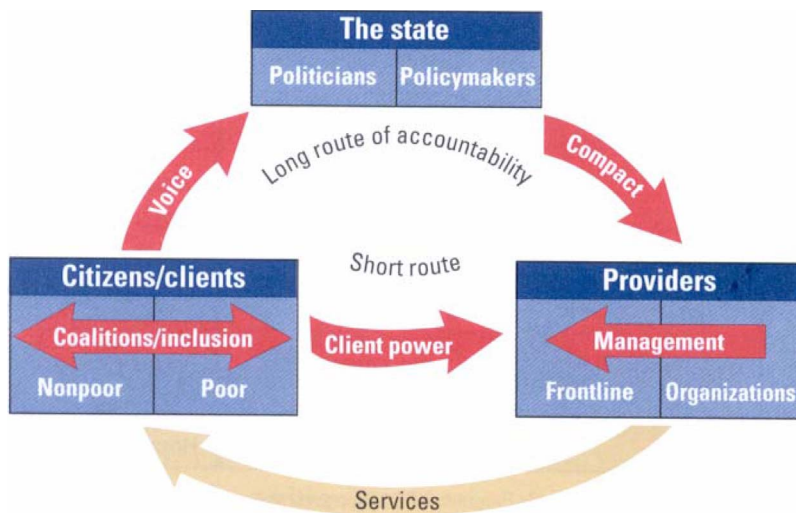 The state
Politicians
Policymakers
Long route of accountability
Voice
Compact
Citizens/clients
Short route
Providers
Coalitions/inclusion
Client power
Management
Nonpoor
Poor
Frontline
Organizations
Services